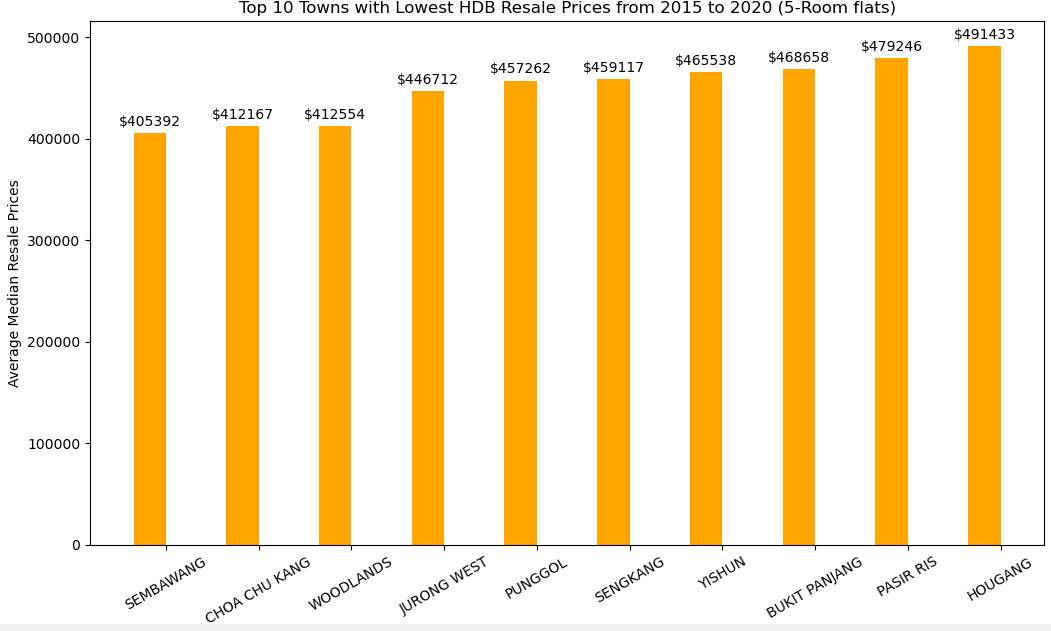 Top 10 Towns with Lowest HDB Resale Prices from 2015 to 2020 (5-Room flats)
Average Median Resale Prices
500000
400000
300000
200000
100000
0
$405392
$412167
$412554
$446712
$457262
$459117
$465538
$468658
$479246
$491433
SEMBAWANG
CHOA CHU KANG
WOODLANDS
JURONG WEST
PUNGGOL
SENGKANG
YISHUN
BUKIT PANJANG
PASIR RIS
HOUGANG